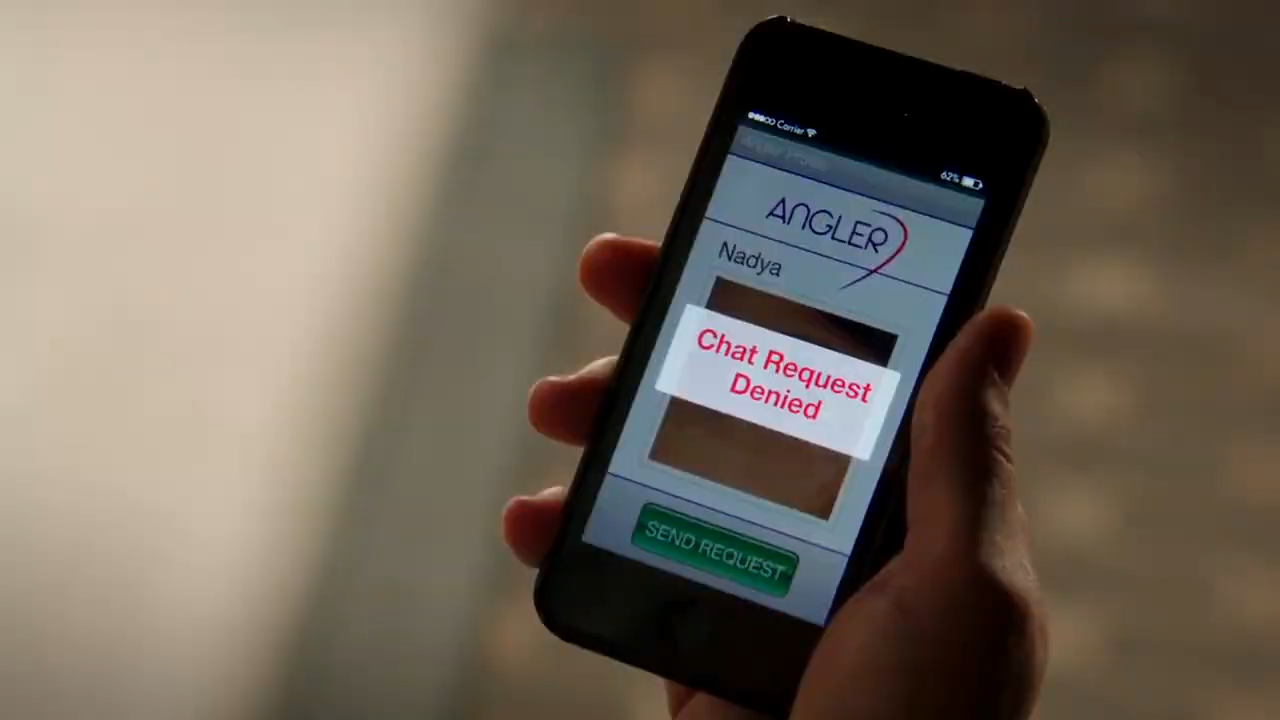 Carrier
62%
ANGLER
Nadya
Chat Request
Denied
SEND REQUEST